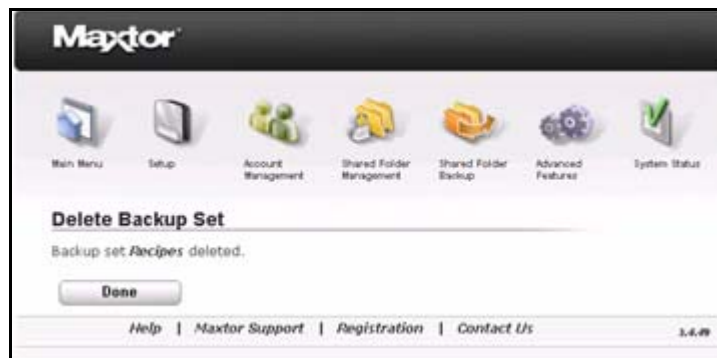 Maxtor
Main Menu
Setup
Account Management
Shared Folder Management
Shared Folder Backup
Advanced Features
System Status
Delete Backup Set
Backup set Recipes deleted.
Done
Help | Maxtor Support | Registration | Contact Us